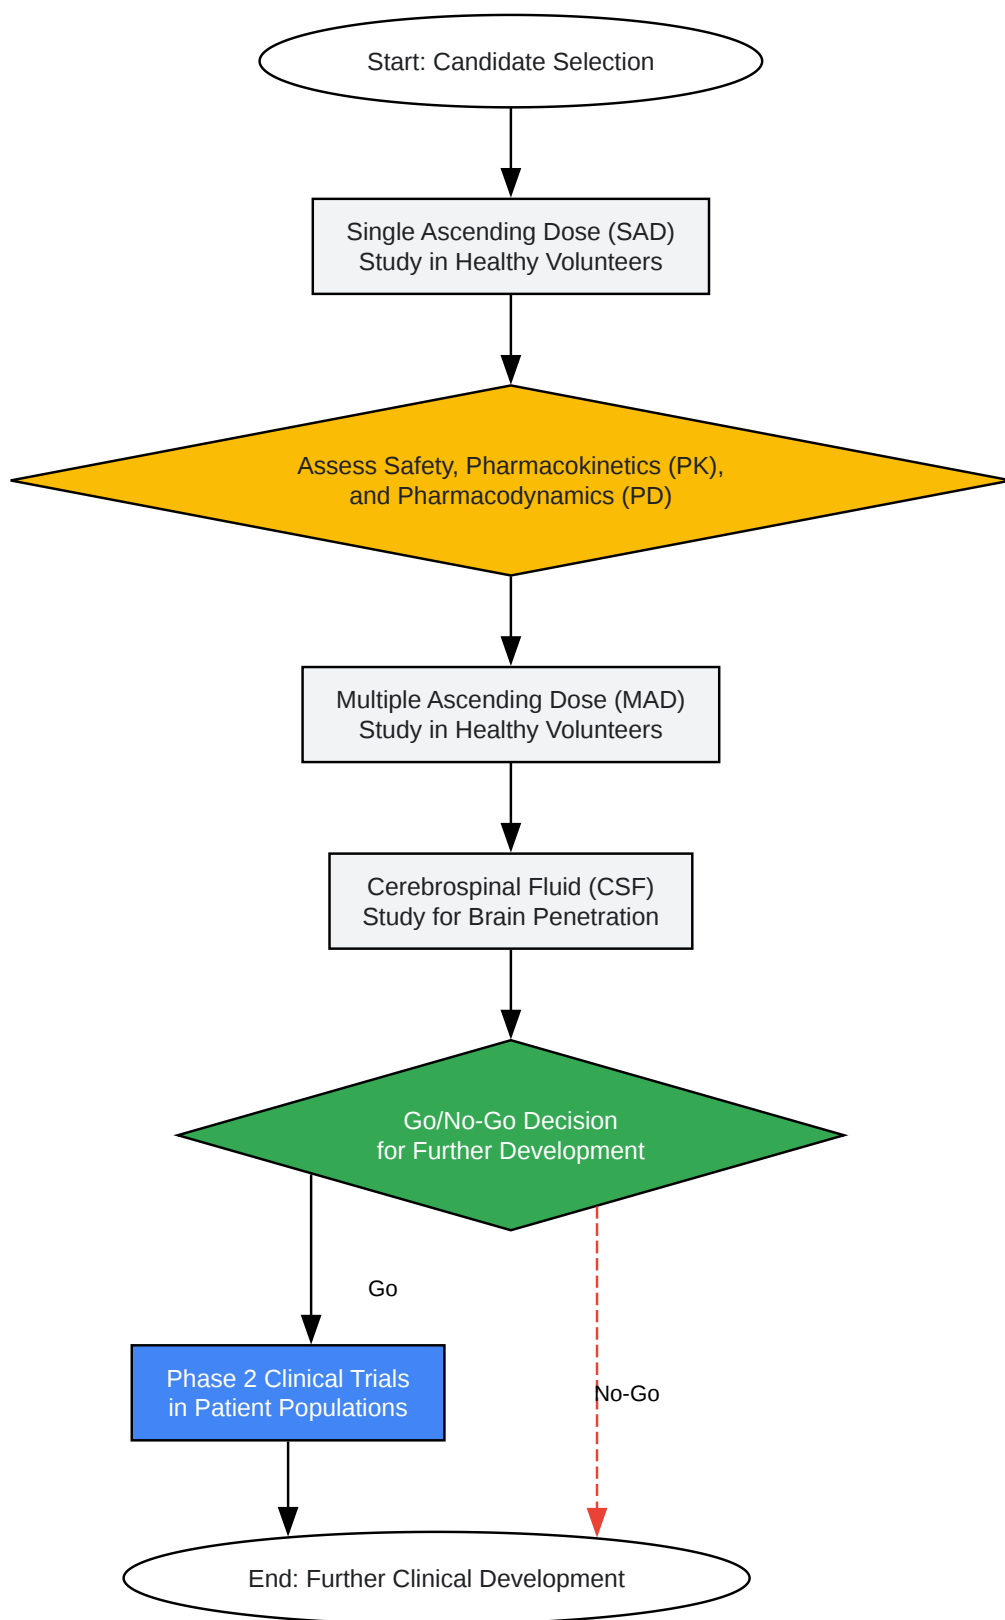 Start: Candidate Selection
Single Ascending Dose (SAD)
Study in Healthy Volunteers
Assess Safety, Pharmacokinetics (PK),
and Pharmacodynamics (PD)
Multiple Ascending Dose (MAD)
Study in Healthy Volunteers
Cerebrospinal Fluid (CSF)
Study for Brain Penetration
Go/No-Go Decision
for Further Development
Go
Phase 2 Clinical Trials
in Patient Populations
No-Go
End: Further Clinical Development